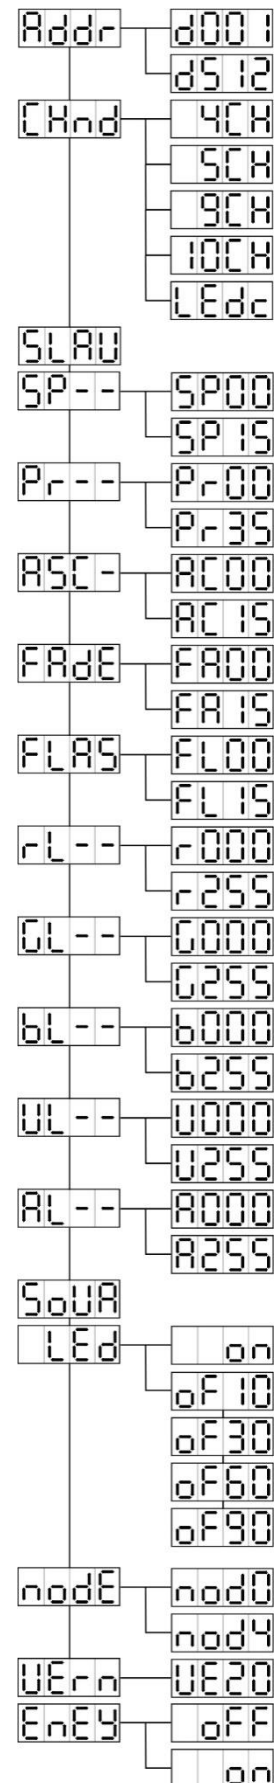 Addr d001
dS12
CHnd 4CH
5CH
9CH
10CH
LEdc
SLAU
SP-- SP00
SP15
Pr-- Pr00
Pr35
ASC- AC00
AC15
FAdE FA00
FA15
FLAS FL00
FL15
rL-- r000
r255
GL-- G000
G255
bL-- b000
b255
UL-- U000
U255
AL-- A000
A255
SoUA
LEd on
oF10
oF30
oF60
oF90
nodE nod0
nod4
UErn UE20
EnEY oFF
on